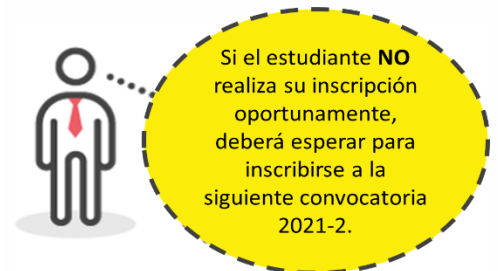 Si el estudiante NO
realiza su inscripción
oportunamente,
deberá esperar para
inscribirse a la
siguiente convocatoria
2021-2.